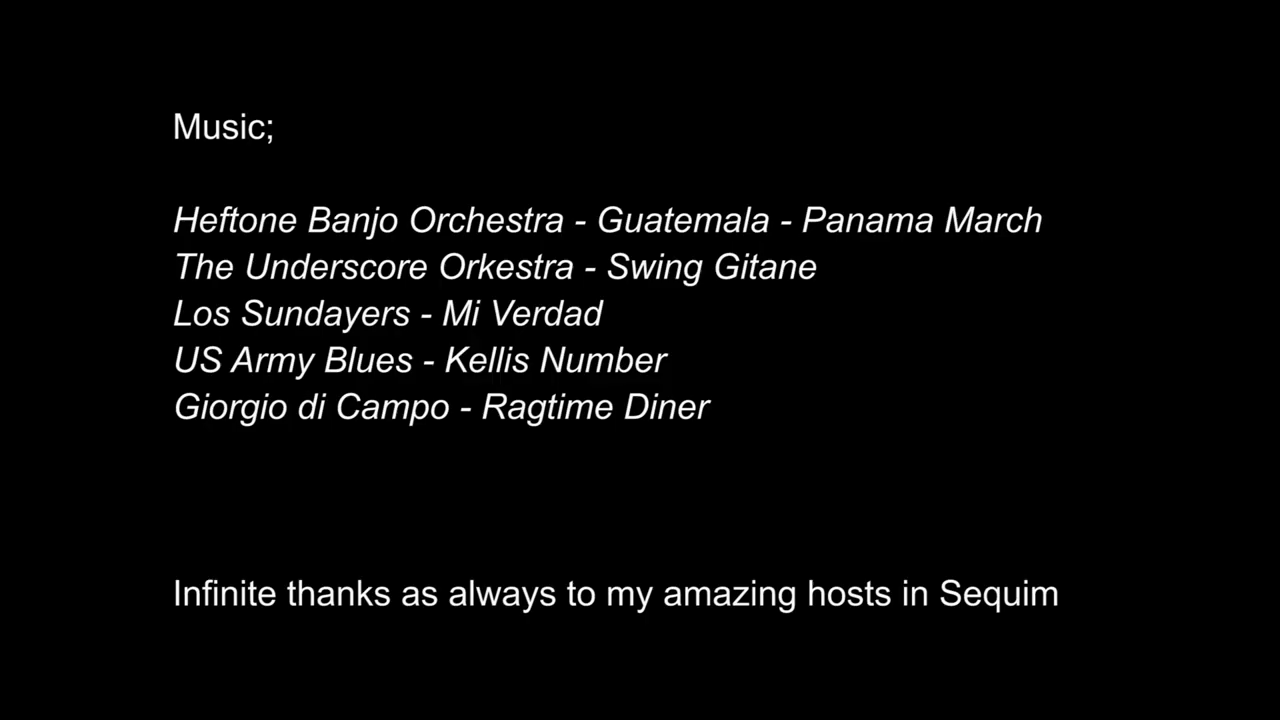 Music;
Heftone Banjo Orchestra - Guatemala - Panama March
The Underscore Orkestra - Swing Gitane
Los Sundayers - Mi Verdad
US Army Blues - Kellis Number
Giorgio di Campo - Ragtime Diner
Infinite thanks as always to my amazing hosts in Sequim